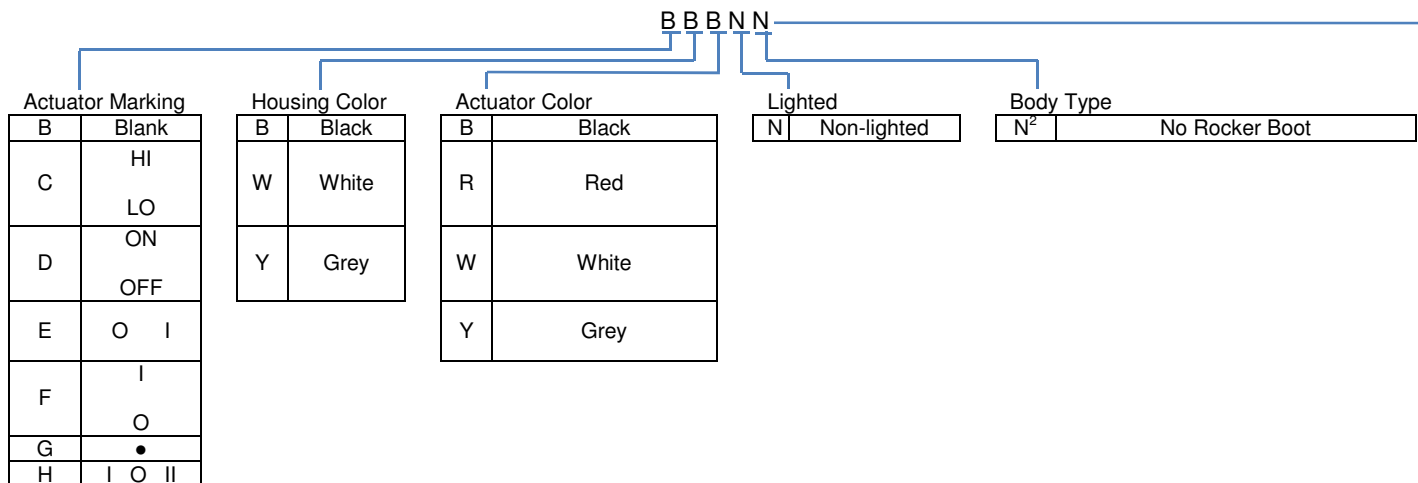 B B B N N
Actuator Marking
B Blank
C HI
LO
D ON
OFF
E O I
F I
O
G ●
H I O II
Housing Color
B Black
W White
Y Grey
Actuator Color
B Black
R Red
W White
Y Grey
Lighted
N Non-lighted
Body Type
N² No Rocker Boot